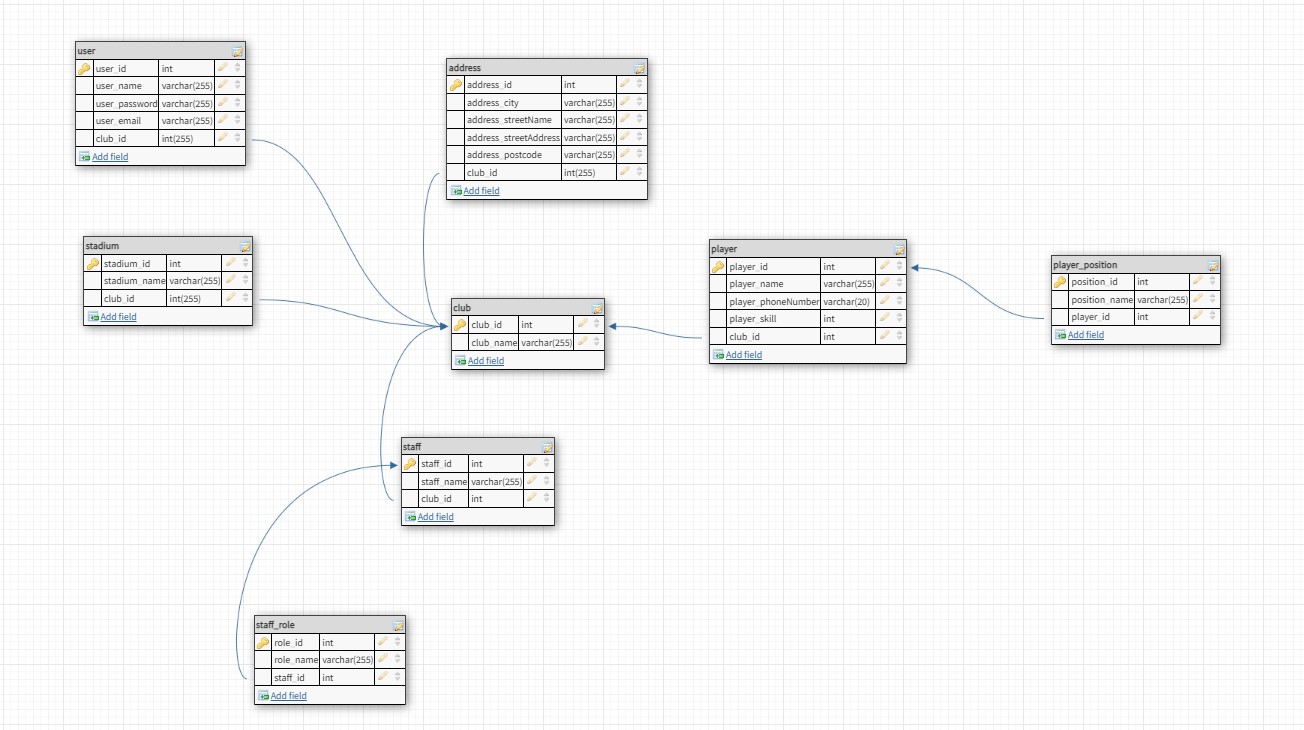 user
user_id int
user_name varchar(255)
user_password varchar(255)
user_email varchar(255)
club_id int(255)
Add field
address
address_id int
address_city varchar(255)
address_streetName varchar(255)
address_streetAddress varchar(255)
address_postcode varchar(255)
club_id int(255)
Add field
stadium
stadium_id int
stadium_name varchar(255)
club_id int(255)
Add field
club
club_id int
club_name varchar(255)
Add field
player
player_id int
player_name varchar(255)
player_phoneNumber varchar(20)
player_skill int
club_id int
Add field
player_position
position_id int
position_name varchar(255)
player_id int
Add field
staff
staff_id int
staff_name varchar(255)
club_id int
Add field
staff_role
role_id int
role_name varchar(255)
staff_id int
Add field